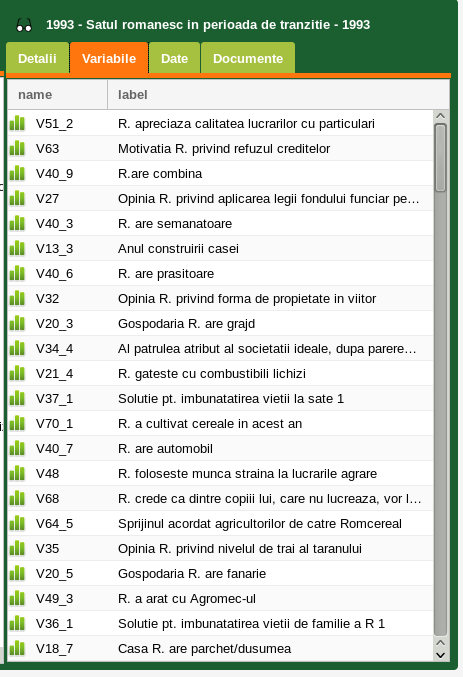 1993 - Satul romanesc in perioada de tranzitie - 1993
Detalii Variabile Date Documente
name label
V51_2 R. apreciaza calitatea lucrarilor cu particulari
V63 Motivatia R. privind refuzul creditelor
V40_9 R.are combina
V27 Opinia R. privind aplicarea legii fondului funciar pe…
V40_3 R. are semanatoare
V13_3 Anul construirii casei
V40_6 R. are prasitoare
V32 Opinia R. privind forma de propietate in viitor
V20_3 Gospodaria R. are grajd
V34_4 Al patrulea atribut al societatii ideale, dupa parere…
V21_4 R. gateste cu combustibili lichizi
V37_1 Solutie pt. imbunatatirea vietii la sate 1
V70_1 R. a cultivat cereale in acest an
V40_7 R. are automobil
V48 R. foloseste munca straina la lucrarile agrare
V68 R. crede ca dintre copiii lui, care nu lucreaza, vor l…
V64_5 Sprijinul acordat agricultorilor de catre Romcereal
V35 Opinia R. privind nivelul de trai al taranului
V20_5 Gospodaria R. are fanarie
V49_3 R. a arat cu Agromec-ul
V36_1 Solutie pt. imbunatatirea vietii de familie a R 1
V18_7 Casa R. are parchet/dusumea